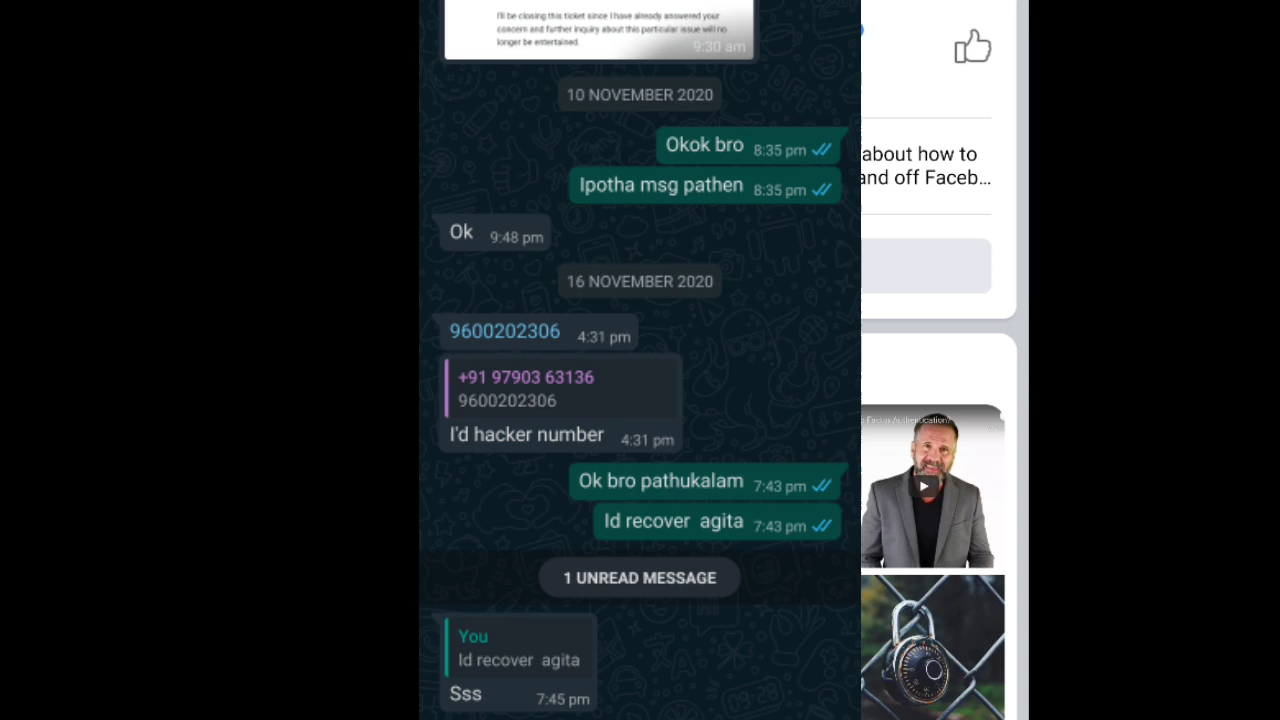 I'll be closing this ticket since I have already answered your
concern and further inquiry about this particular issue will no
longer be entertained.
9:30 am
10 NOVEMBER 2020
Okok bro 8:35 pm
Ipotha msg pathen 8:35 pm
Ok 9:48 pm
16 NOVEMBER 2020
9600202306 4:31 pm
+91 97903 63136
9600202306
I'd hacker number 4:31 pm
Ok bro pathukalam 7:43 pm
Id recover agita 7:43 pm
1 UNREAD MESSAGE
You
Id recover agita
Sss 7:45 pm
about how to
and off Faceb...
Authentication?